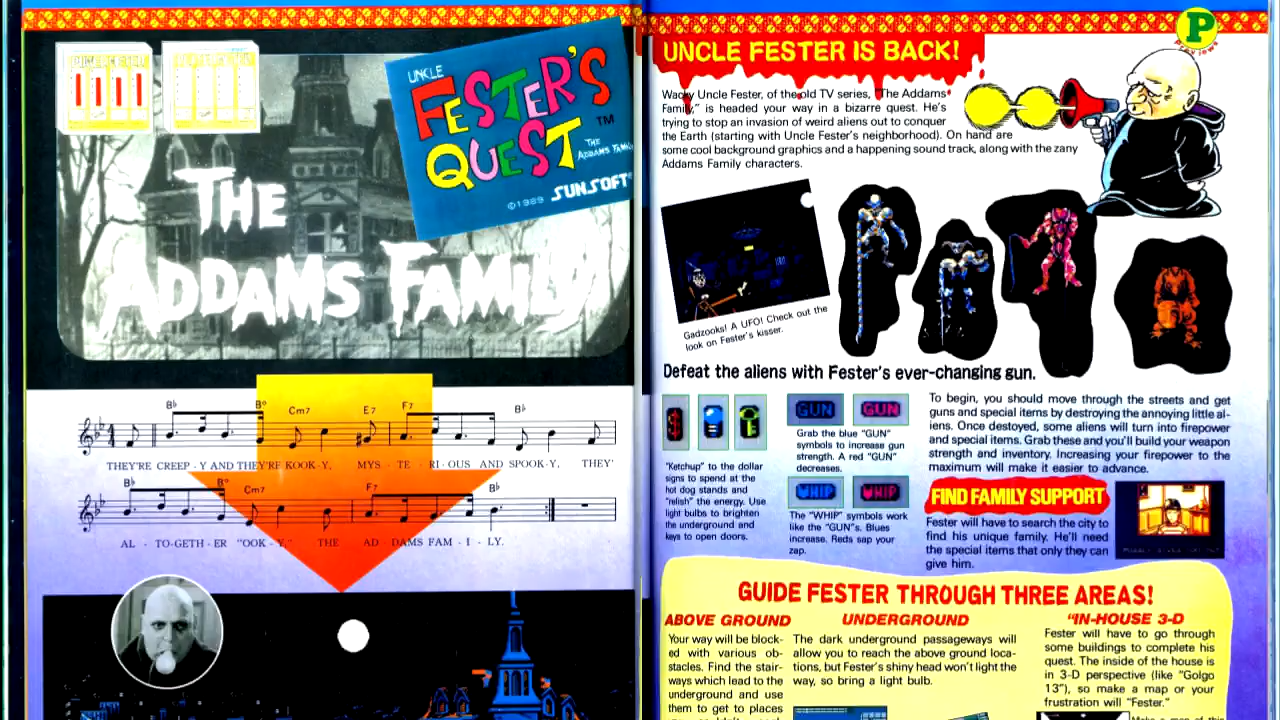 UNCLE
FESTER'S
QUEST
TM
THE
ADDAMS FAMILY
©1989 SUNSOFT
THE
ADDAMS FAMILY
Bb B° Cm7 E7 F7 Bb
THEY'RE CREEP - Y AND THEY'RE KOOK - Y, MYS - TE - RI - OUS AND SPOOK - Y, THEY'
Bb B° Cm7 F7 Bb
AL - TO-GETH - ER "OOK - Y," THE AD - DAMS FAM - I - LY.
P
Previews
UNCLE FESTER IS BACK!
Wacky Uncle Fester, of the old TV series, "The Addams
Family," is headed your way in a bizarre quest. He's
trying to stop an invasion of weird aliens out to conquer
the Earth (starting with Uncle Fester's neighborhood). On hand are
some cool background graphics and a happening sound track, along with the zany
Addams Family characters.
Gadzooks! A UFO! Check out the
look on Fester's kisser.
Defeat the aliens with Fester's ever-changing gun.
"Ketchup" to the dollar
signs to spend at the
hot dog stands and
"relish" the energy. Use
light bulbs to brighten
the underground and
keys to open doors.
GUN GUN
Grab the blue "GUN"
symbols to increase gun
strength. A red "GUN"
decreases.
WHIP WHIP
The "WHIP" symbols work
like the "GUN"s. Blues
increase. Reds sap your
zap.
To begin, you should move through the streets and get
guns and special items by destroying the annoying little al-
iens. Once destoyed, some aliens will turn into firepower
and special items. Grab these and you'll build your weapon
strength and inventory. Increasing your firepower to the
maximum will make it easier to advance.
FIND FAMILY SUPPORT
Fester will have to search the city to
find his unique family. He'll need
the special items that only they can
give him.
GUIDE FESTER THROUGH THREE AREAS!
ABOVE GROUND
Your way will be block-
ed with various ob-
stacles. Find the stair-
ways which lead to the
underground and use
them to get to places
UNDERGROUND
The dark underground passageways will
allow you to reach the above ground loca-
tions, but Fester's shiny head won't light the
way, so bring a light bulb.
"IN-HOUSE 3-D
Fester will have to go through
some buildings to complete his
quest. The inside of the house is
in 3-D perspective (like "Golgo
13"), so make a map or your
frustration will "Fester."
Make a map of this